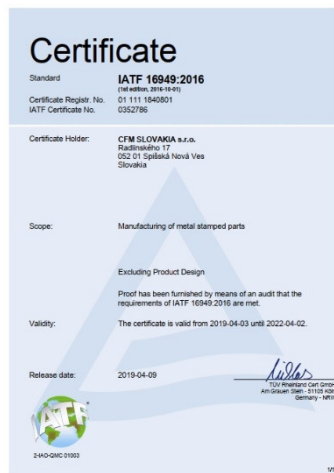 Certificate
Standard IATF 16949:2016
(1st edition, 2016-10-01)
Certificate Registr. No. 01 111 1840801
IATF Certificate No. 0352786
Certificate Holder: CFM SLOVAKIA s.r.o.
Radlinského 17
052 01 Spišská Nová Ves
Slovakia
Scope: Manufacturing of metal stamped parts
Excluding Product Design
Proof has been furnished by means of an audit that the
requirements of IATF 16949:2016 are met.
Validity: The certificate is valid from 2019-04-03 until 2022-04-02.
Release date: 2019-04-09
TÜV Rheinland Cert GmbH
Am Grauen Stein - 51105 Köln
Germany - NRW
IATF
2-IAO-QMC 01003